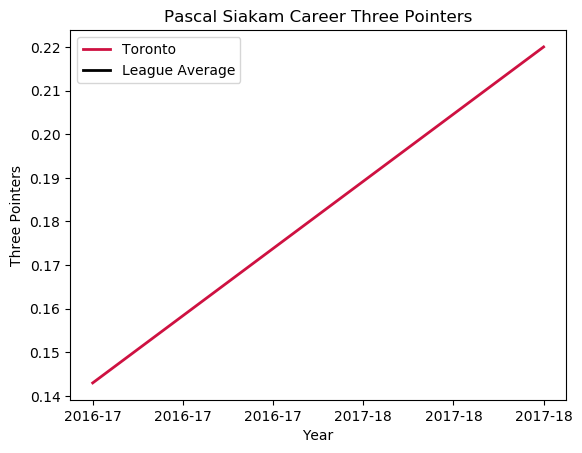 Pascal Siakam Career Three Pointers
Toronto
League Average
Three Pointers
0.22
0.21
0.20
0.19
0.18
0.17
0.16
0.15
0.14
2016-17 2016-17 2016-17 2017-18 2017-18 2017-18
Year